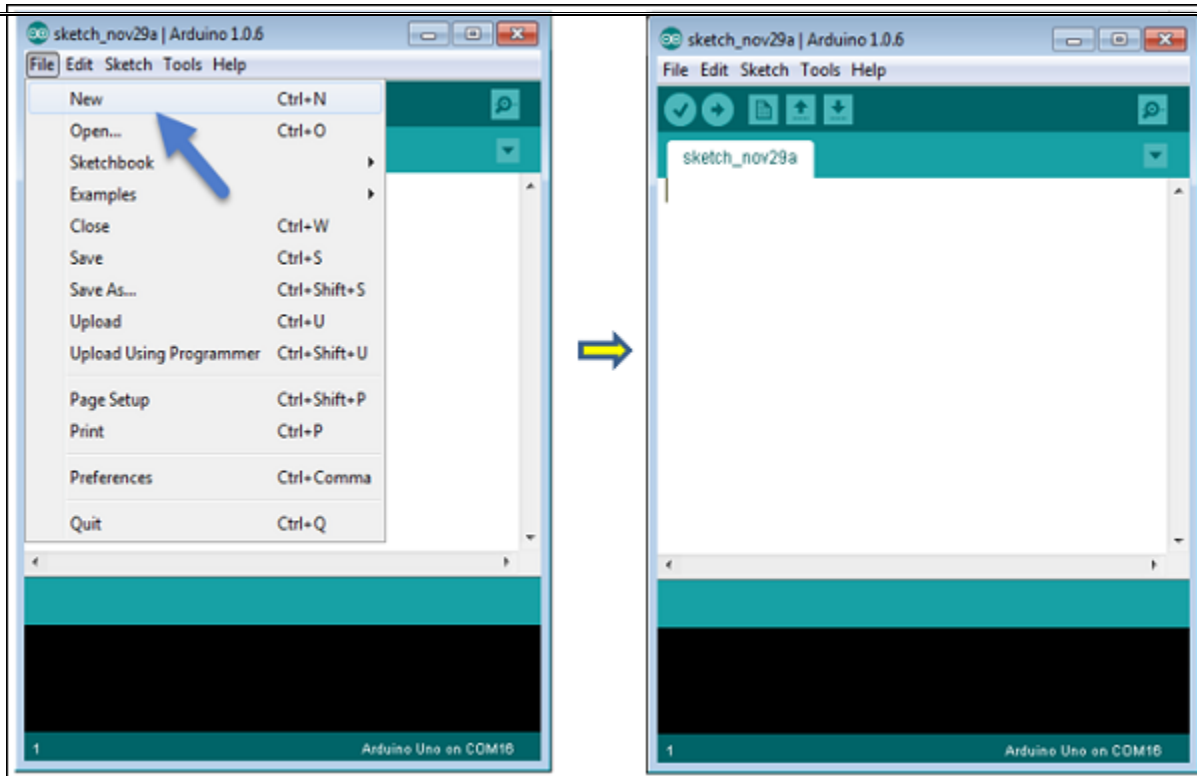 sketch_nov29a | Arduino 1.0.6
File Edit Sketch Tools Help
New Ctrl+N
Open... Ctrl+O
Sketchbook
Examples
Close Ctrl+W
Save Ctrl+S
Save As... Ctrl+Shift+S
Upload Ctrl+U
Upload Using Programmer Ctrl+Shift+U
Page Setup Ctrl+Shift+P
Print Ctrl+P
Preferences Ctrl+Comma
Quit Ctrl+Q
1 Arduino Uno on COM16
sketch_nov29a | Arduino 1.0.6
File Edit Sketch Tools Help
sketch_nov29a
1 Arduino Uno on COM16